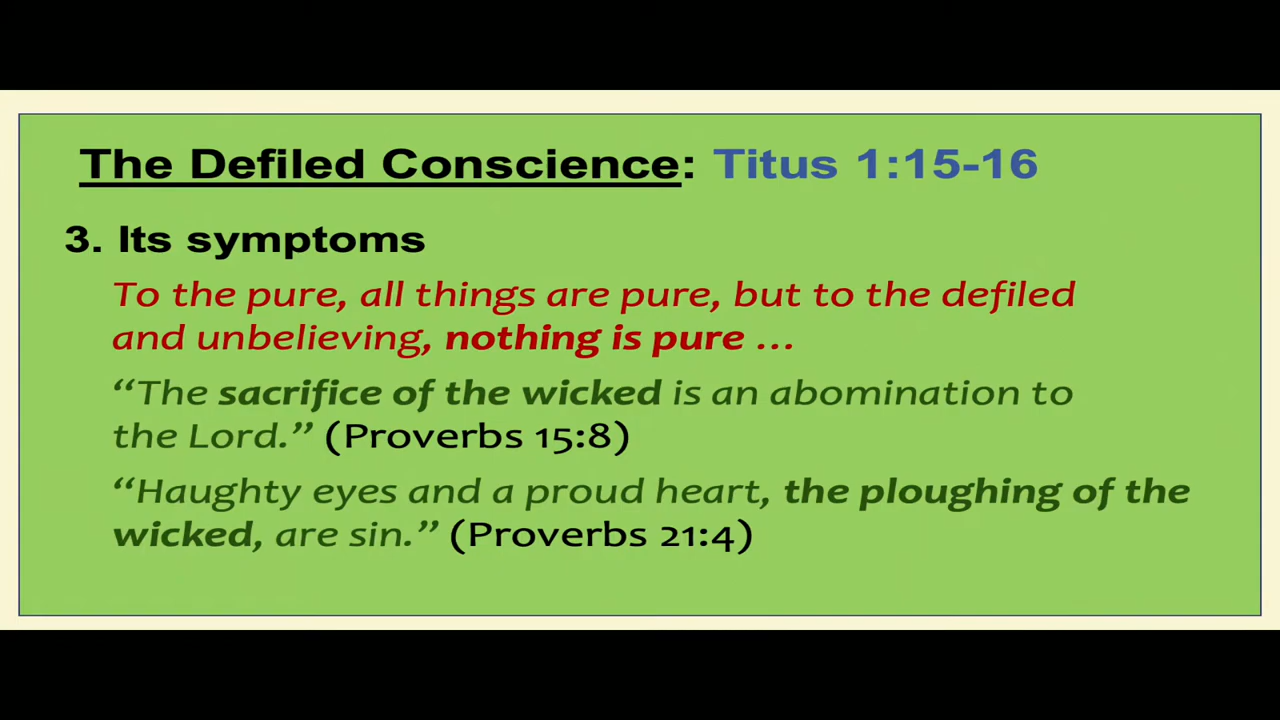 The Defiled Conscience: Titus 1:15-16
3. Its symptoms
To the pure, all things are pure, but to the defiled
and unbelieving, nothing is pure ...
“The sacrifice of the wicked is an abomination to
the Lord.” (Proverbs 15:8)
“Haughty eyes and a proud heart, the ploughing of the
wicked, are sin.” (Proverbs 21:4)